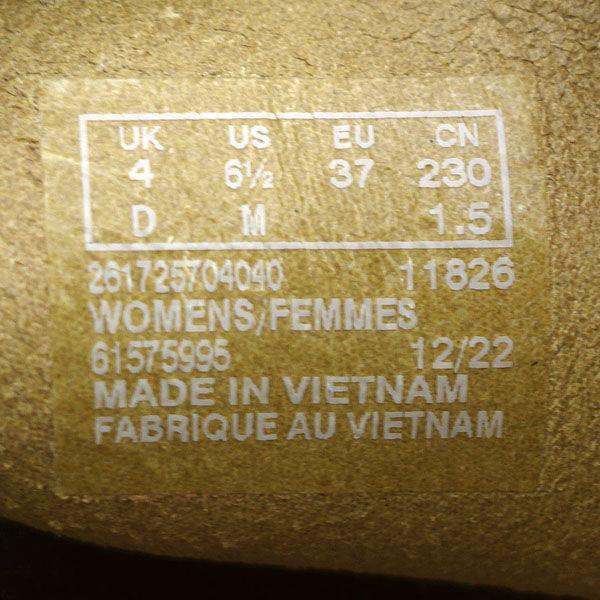 UK US EU CN
4 6½ 37 230
D M 1.5
261725704040 11826
WOMENS/FEMMES
61575995 12/22
MADE IN VIETNAM
FABRIQUE AU VIETNAM